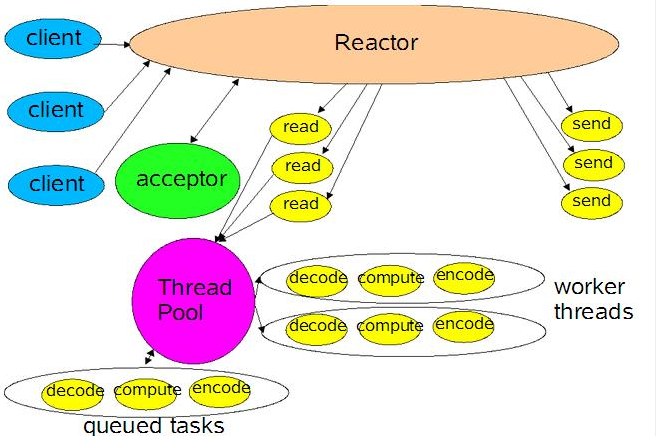 client
Reactor
client
read
send
read
send
client
acceptor
read
send
Thread
Pool
decode compute encode
worker
threads
decode compute encode
decode compute encode
queued tasks